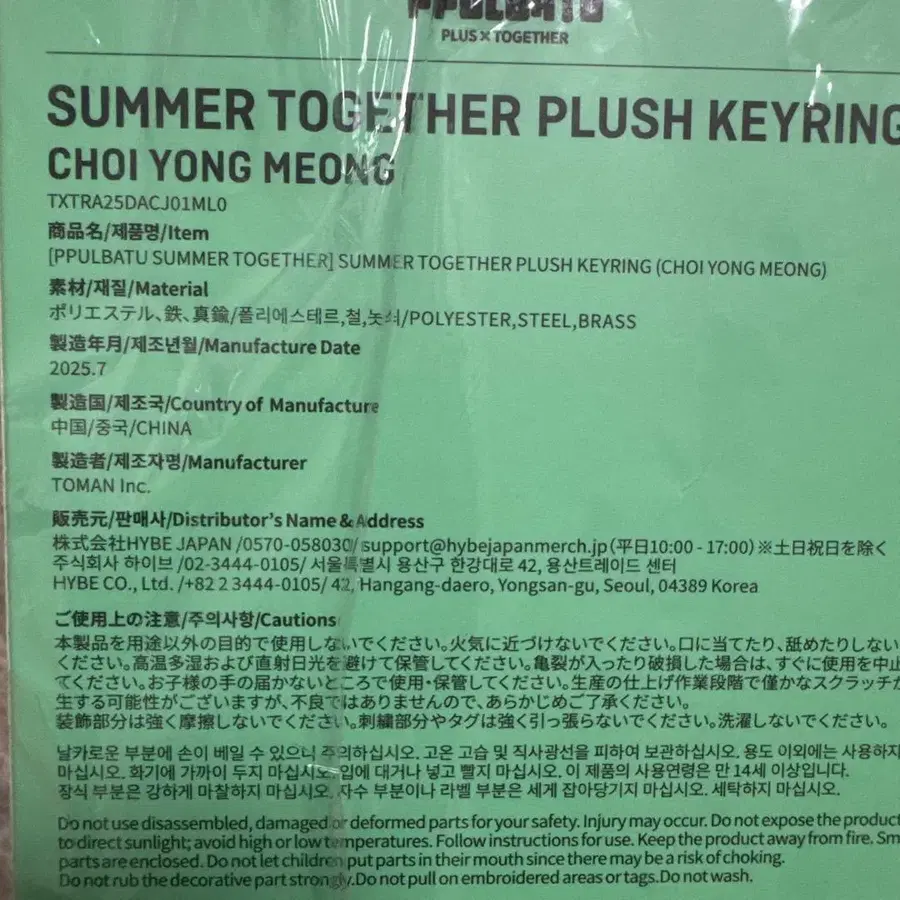 PPULBATU
PLUS × TOGETHER
SUMMER TOGETHER PLUSH KEYRING
CHOI YONG MEONG
TXTRA25DACJ01ML0
商品名/제품명/Item
[PPULBATU SUMMER TOGETHER] SUMMER TOGETHER PLUSH KEYRING (CHOI YONG MEONG)
素材/재질/Material
ポリエステル、鉄、真鍮/폴리에스테르,철,놋쇠/POLYESTER,STEEL,BRASS
製造年月/제조년월/Manufacture Date
2025.7
製造国/제조국/Country of Manufacture
中国/중국/CHINA
製造者/제조자명/Manufacturer
TOMAN Inc.
販売元/판매사/Distributor's Name & Address
株式会社HYBE JAPAN /0570-058030/ support@hybejapanmerch.jp (平日10:00 - 17:00) ※土日祝日を除く
주식회사 하이브 /02-3444-0105/ 서울특별시 용산구 한강대로 42, 용산트레이드 센터
HYBE CO., Ltd. /+82 2 3444-0105/ 42, Hangang-daero, Yongsan-gu, Seoul, 04389 Korea
ご使用上の注意/주의사항/Cautions
本製品を用途以外の目的で使用しないでください。火気に近づけないでください。口に当てたり、舐めたりしない
ください。高温多湿および直射日光を避けて保管してください。亀裂が入ったり破損した場合は、すぐに使用を中止
てください。お子様の手の届かないところで使用・保管してください。生産の仕上げ作業段階で僅かなスクラッチが
生する可能性がございますが、不良ではありませんので、あらかじめご了承ください。
装飾部分は強く摩擦しないでください。刺繍部分やタグは強く引っ張らないでください。洗濯しないでください。
날카로운 부분에 손이 베일 수 있으니 주의하십시오. 고온 고습 및 직사광선을 피하여 보관하십시오. 용도 이외에는 사용하지
마십시오. 화기에 가까이 두지 마십시오. 입에 대거나 넣고 빨지 마십시오. 이 제품의 사용연령은 만 14세 이상입니다.
장식 부분은 강하게 마찰하지 마십시오. 자수 부분이나 라벨 부분은 세게 잡아당기지 마십시오. 세탁하지 마십시오.
Do not use disassembled, damaged or deformed parts for your safety. Injury may occur. Do not expose the product
to direct sunlight; avoid high or low temperatures. Follow instructions for use. Keep the product away from fire. Sm
parts are enclosed. Do not let children put parts in their mouth since there may be a risk of choking.
Do not rub the decorative part strongly. Do not pull on embroidered areas or tags. Do not wash.